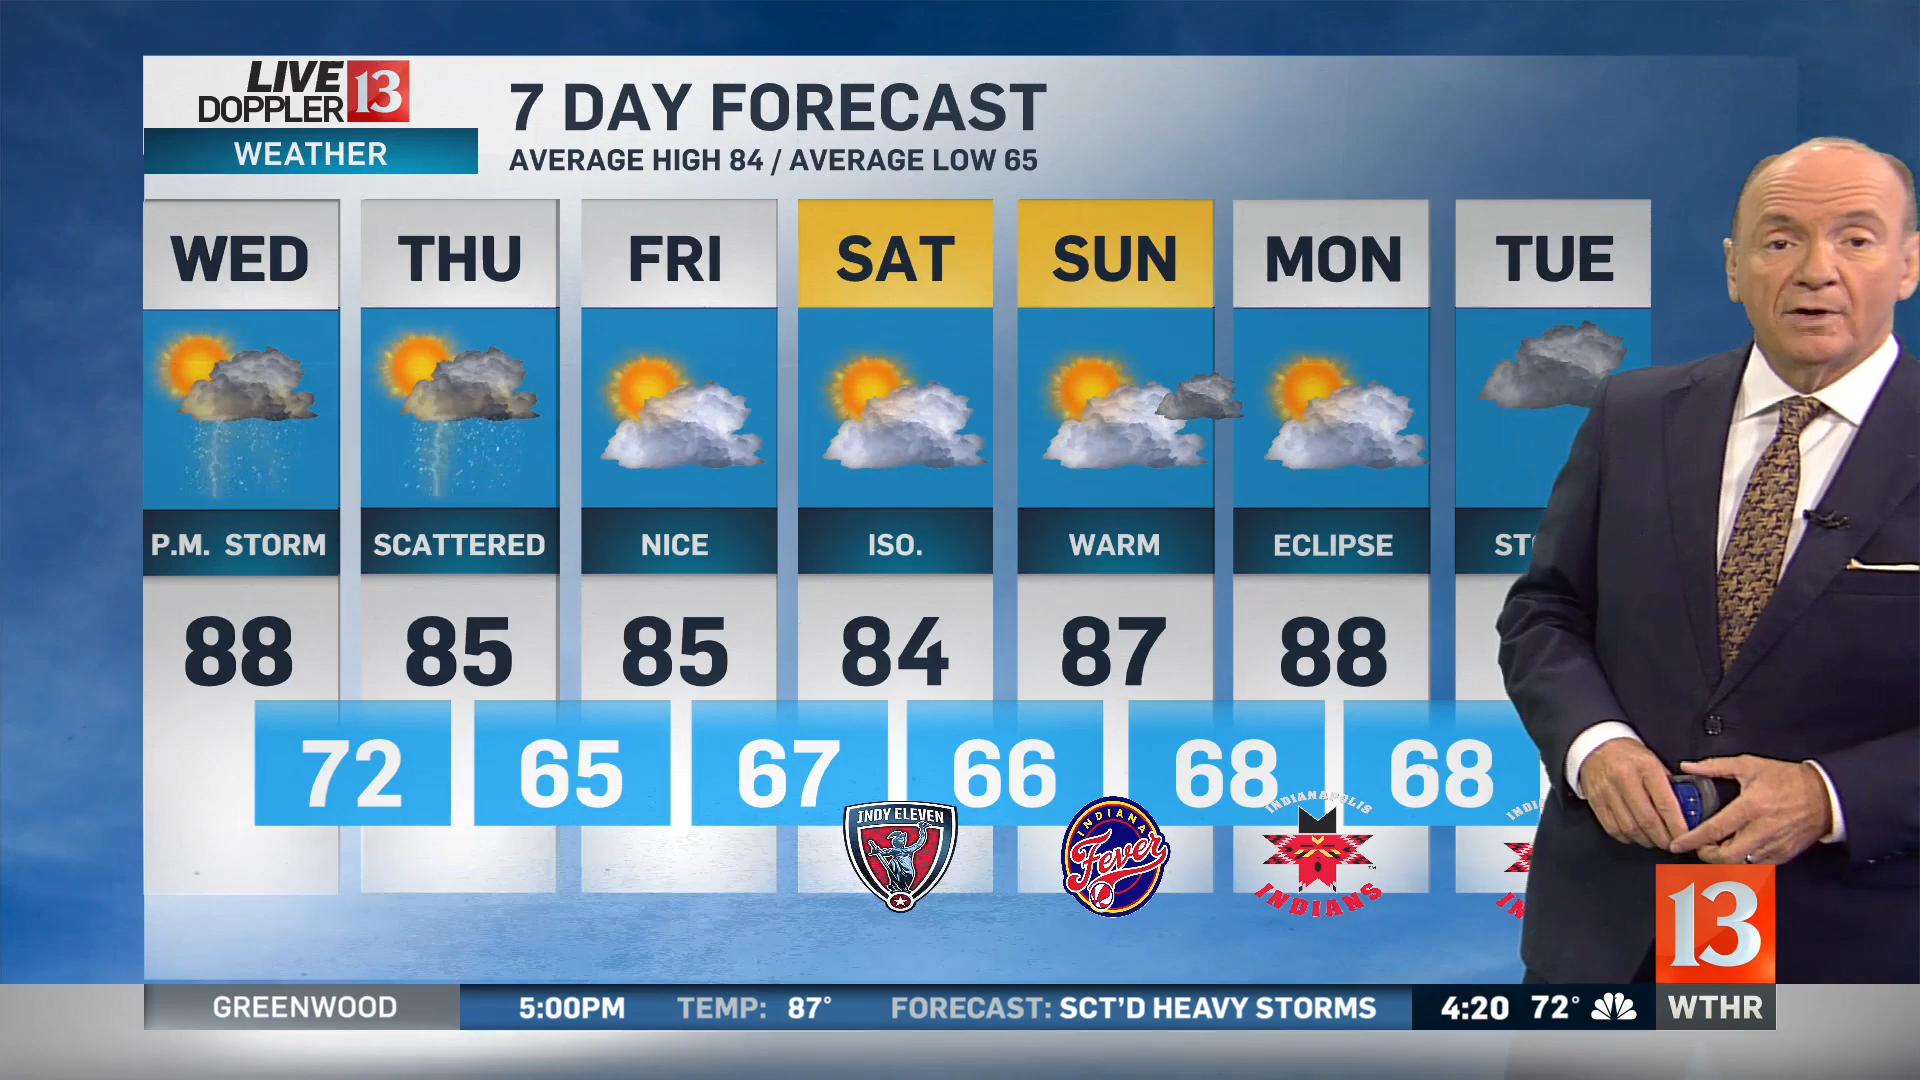 LIVE
DOPPLER 13
WEATHER
7 DAY FORECAST
AVERAGE HIGH 84 / AVERAGE LOW 65
WED THU FRI SAT SUN MON TUE
P.M. STORM SCATTERED NICE ISO. WARM ECLIPSE
88 85 85 84 87 88
72 65 67 66 68 68
INDY ELEVEN
INDIANA
Fever
INDIANAPOLIS
INDIANS
13
GREENWOOD 5:00PM TEMP: 87° FORECAST: SCT'D HEAVY STORMS 4:20 72° WTHR